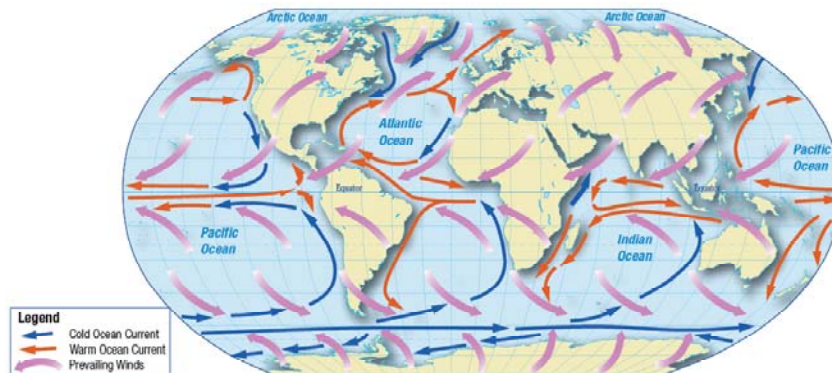 Arctic Ocean
Arctic Ocean
Atlantic
Ocean
Pacific
Ocean
Equator
Equator
Pacific
Ocean
Indian
Ocean
Legend
Cold Ocean Current
Warm Ocean Current
Prevailing Winds